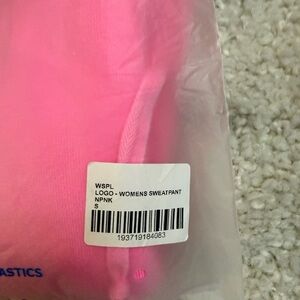 WSPL
LOGO - WOMENS SWEATPANT
NPNK
S
193719184083
ASTICS